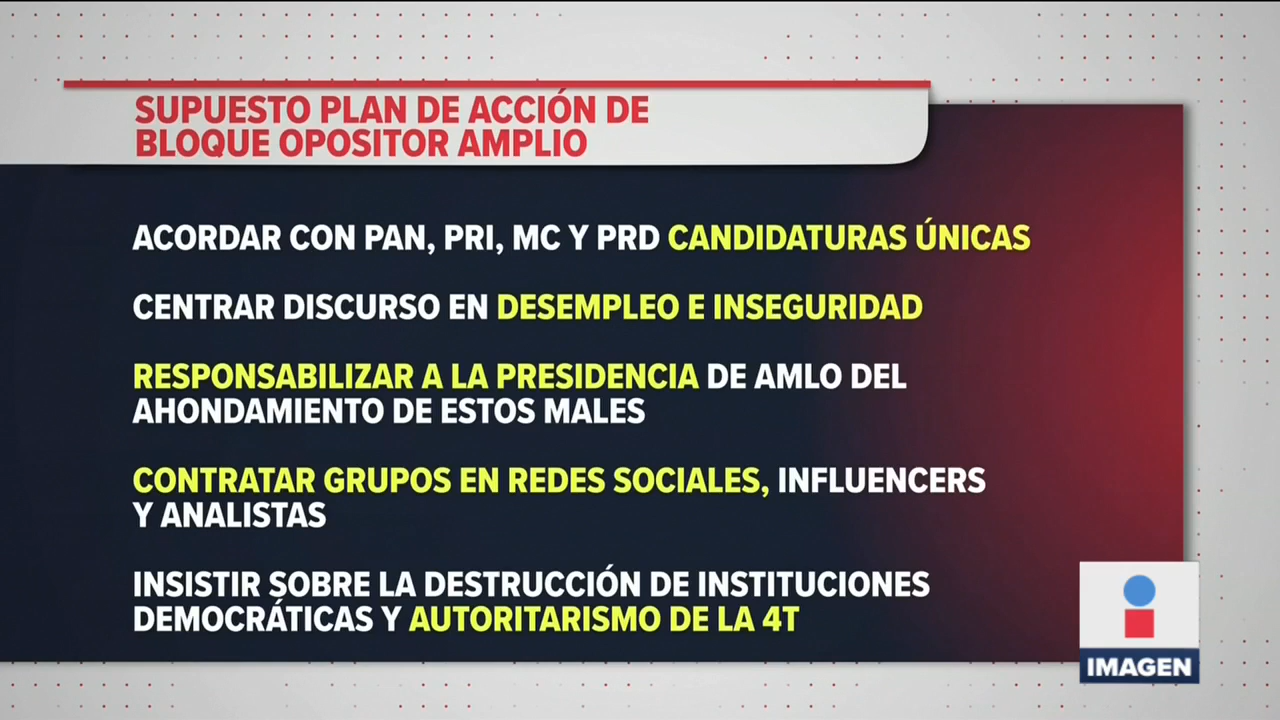 SUPUESTO PLAN DE ACCIÓN DE
BLOQUE OPOSITOR AMPLIO
ACORDAR CON PAN, PRI, MC Y PRD CANDIDATURAS ÚNICAS
CENTRAR DISCURSO EN DESEMPLEO E INSEGURIDAD
RESPONSABILIZAR A LA PRESIDENCIA DE AMLO DEL
AHONDAMIENTO DE ESTOS MALES
CONTRATAR GRUPOS EN REDES SOCIALES, INFLUENCERS
Y ANALISTAS
INSISTIR SOBRE LA DESTRUCCIÓN DE INSTITUCIONES
DEMOCRÁTICAS Y AUTORITARISMO DE LA 4T
IMAGEN